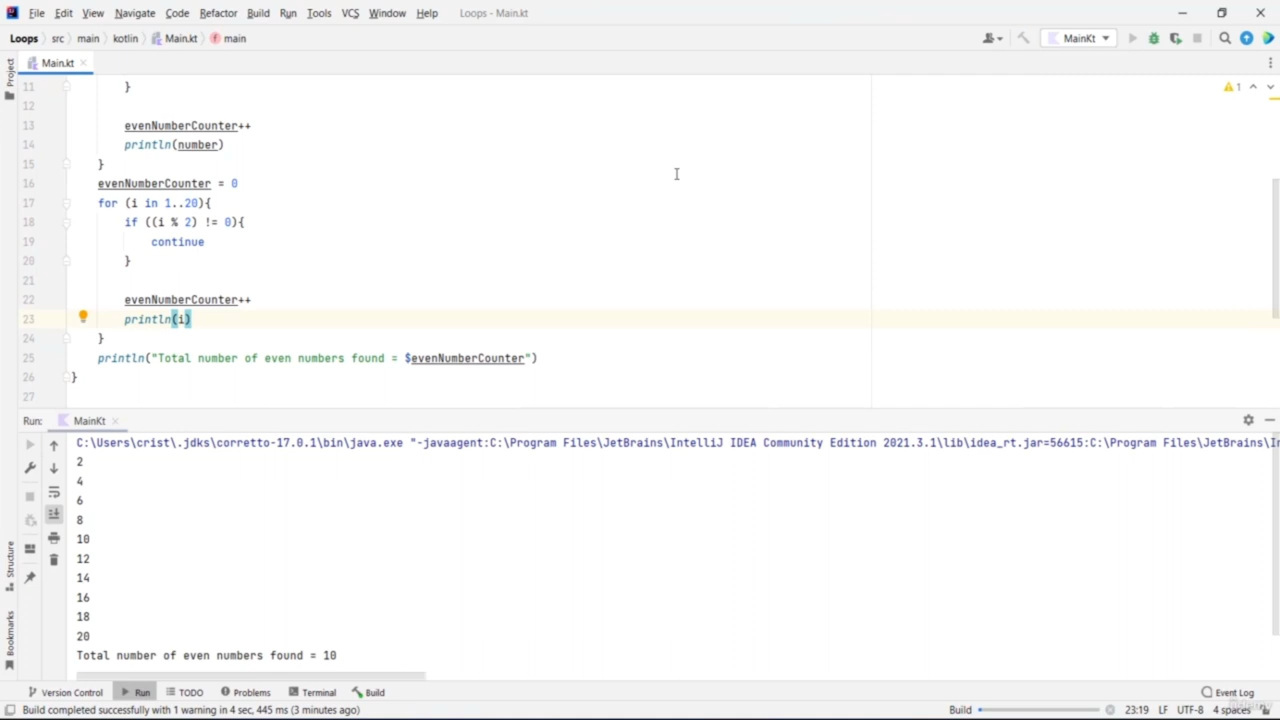 File Edit View Navigate Code Refactor Build Run Tools VCS Window Help Loops - Main.kt
Loops src main kotlin Main.kt main MainKt
Project
Main.kt
11 }
1
12
13 evenNumberCounter++
14 println(number)
15 }
16 evenNumberCounter = 0
17 for (i in 1..20){
18 if ((i % 2) != 0){
19 continue
20 }
21
22 evenNumberCounter++
23 println(i)
24 }
25 println("Total number of even numbers found = $evenNumberCounter")
26 }
27
Run: MainKt
C:\Users\crist\.jdks\corretto-17.0.1\bin\java.exe "-javaagent:C:\Program Files\JetBrains\IntelliJ IDEA Community Edition 2021.3.1\lib\idea_rt.jar=56615:C:\Program Files\JetBrains\In
2
4
6
8
10
12
14
16
18
20
Total number of even numbers found = 10
Structure
Bookmarks
Version Control Run TODO Problems Terminal Build Event Log
Build completed successfully with 1 warning in 4 sec, 445 ms (3 minutes ago) Build 23:19 LF UTF-8 4 spaces